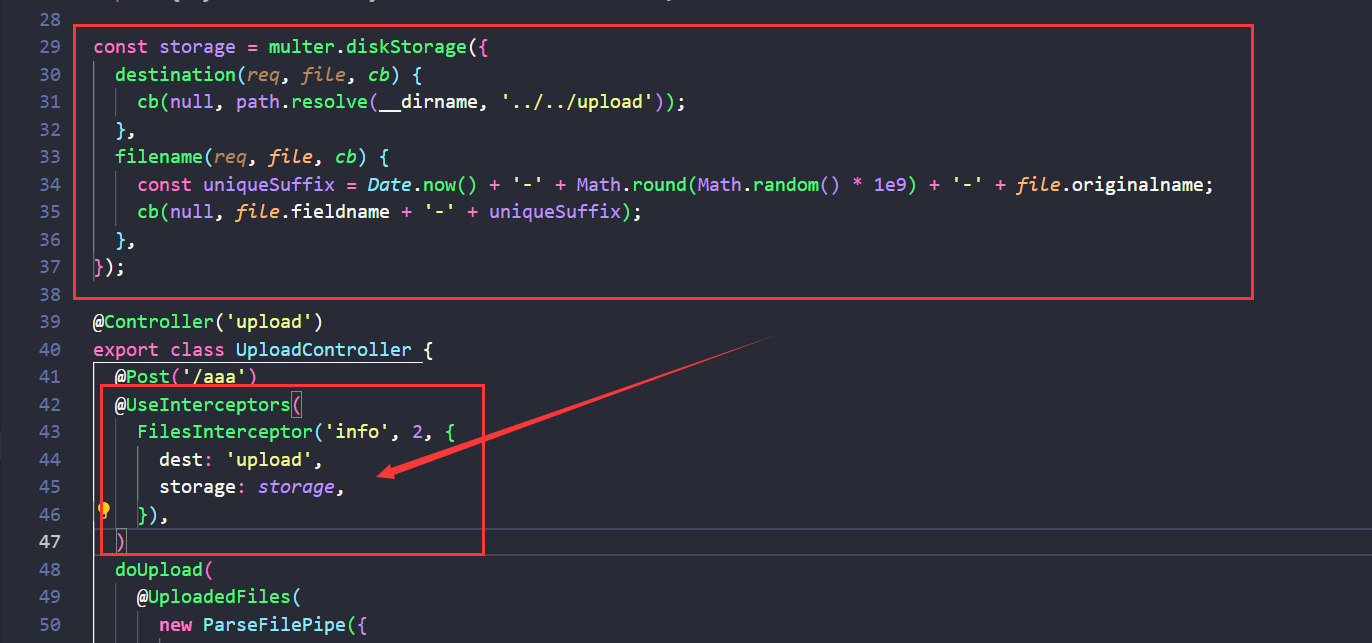 28
29 const storage = multer.diskStorage({
30 destination(req, file, cb) {
31 cb(null, path.resolve(__dirname, '../../upload'));
32 },
33 filename(req, file, cb) {
34 const uniqueSuffix = Date.now() + '-' + Math.round(Math.random() * 1e9) + '-' + file.originalname;
35 cb(null, file.fieldname + '-' + uniqueSuffix);
36 },
37 });
38
39 @Controller('upload')
40 export class UploadController {
41 @Post('/aaa')
42 @UseInterceptors(
43 FilesInterceptor('info', 2, {
44 dest: 'upload',
45 storage: storage,
46 }),
47 )
48 doUpload(
49 @UploadedFiles(
50 new ParseFilePipe({